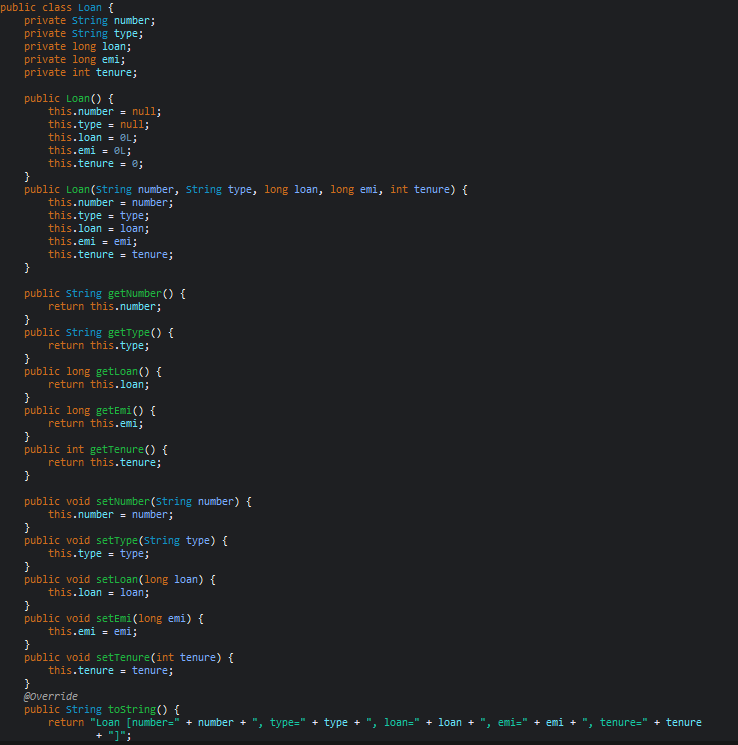 public class Loan {
    private String number;
    private String type;
    private long loan;
    private long emi;
    private int tenure;

    public Loan() {
        this.number = null;
        this.type = null;
        this.loan = 0L;
        this.emi = 0L;
        this.tenure = 0;
    }
    public Loan(String number, String type, long loan, long emi, int tenure) {
        this.number = number;
        this.type = type;
        this.loan = loan;
        this.emi = emi;
        this.tenure = tenure;
    }

    public String getNumber() {
        return this.number;
    }
    public String getType() {
        return this.type;
    }
    public long getLoan() {
        return this.loan;
    }
    public long getEmi() {
        return this.emi;
    }
    public int getTenure() {
        return this.tenure;
    }

    public void setNumber(String number) {
        this.number = number;
    }
    public void setType(String type) {
        this.type = type;
    }
    public void setLoan(long loan) {
        this.loan = loan;
    }
    public void setEmi(long emi) {
        this.emi = emi;
    }
    public void setTenure(int tenure) {
        this.tenure = tenure;
    }
    @Override
    public String toString() {
        return "Loan [number=" + number + ", type=" + type + ", loan=" + loan + ", emi=" + emi + ", tenure=" + tenure
                + "]";